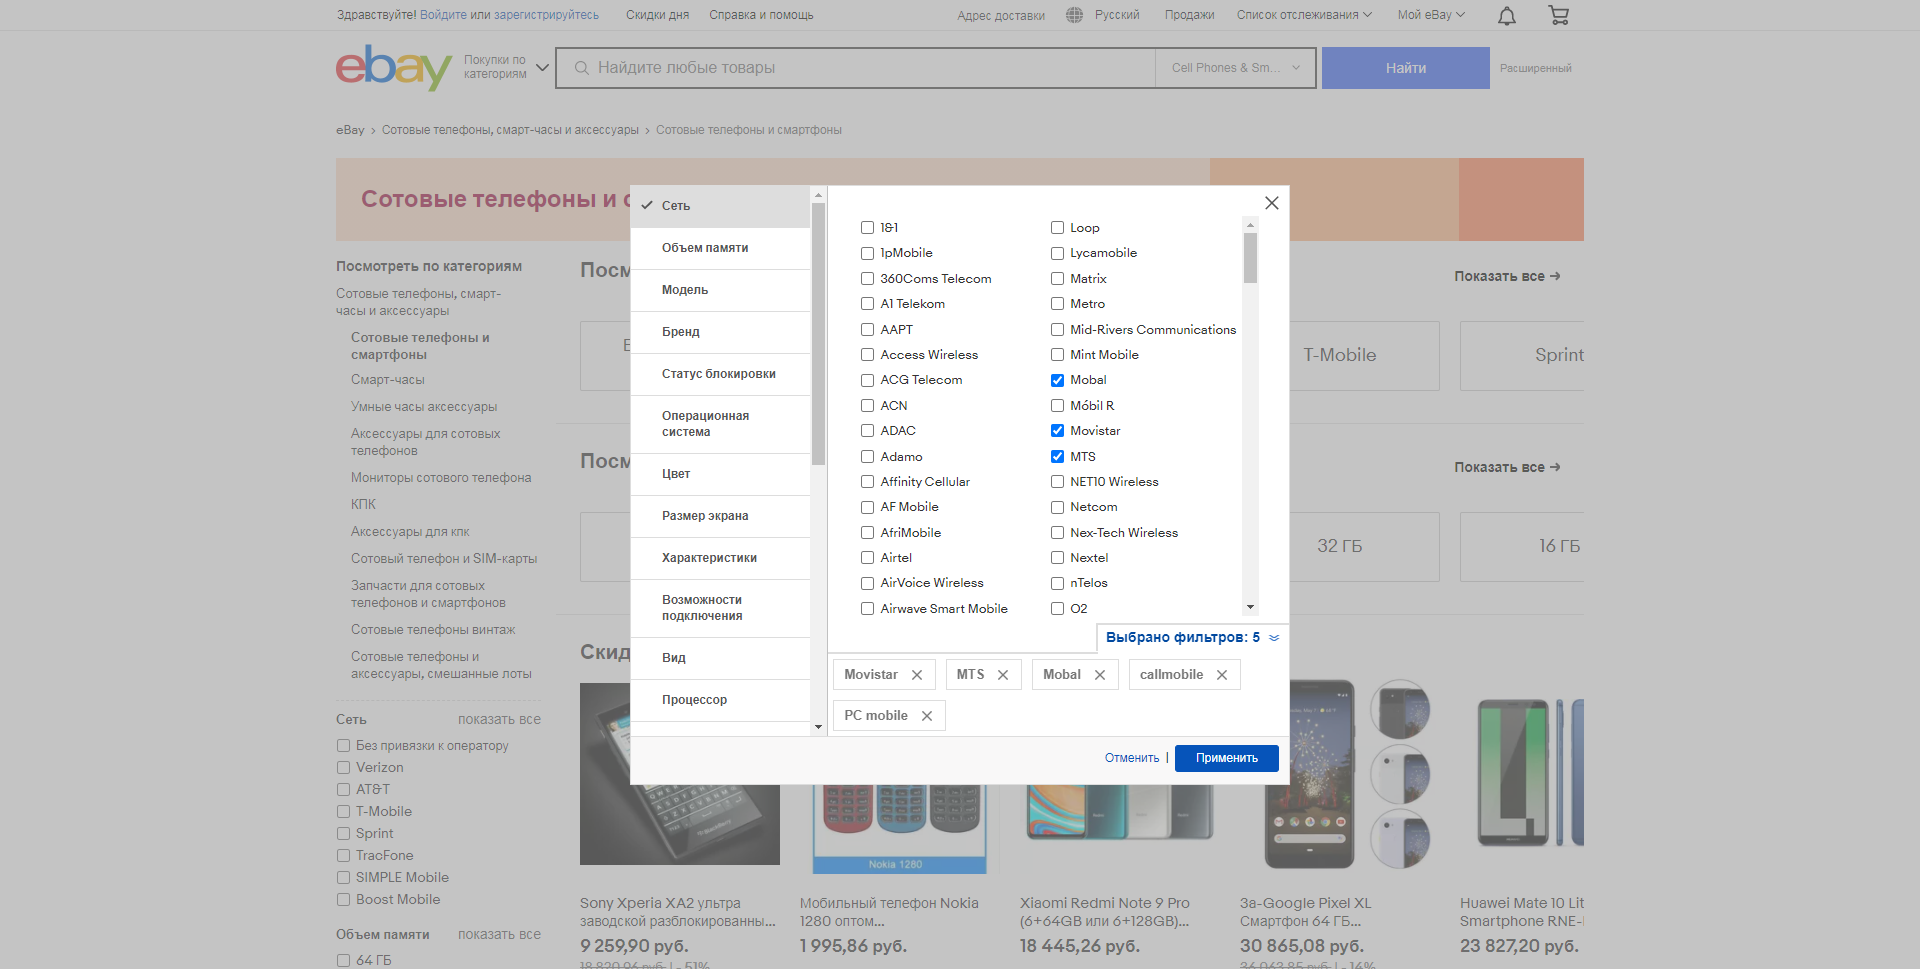 Здравствуйте! Войдите или зарегистрируйтесь
Скидки дня
Справка и помощь
Адрес доставки
Русский
Продажи
Список отслеживания
Мой eBay
ebay
Покупки по
категориям
Найдите любые товары
Cell Phones & Sm...
Найти
Расширенный
eBay > Сотовые телефоны, смарт-часы и аксессуары > Сотовые телефоны и смартфоны
Сотовые телефоны и с
Посмотреть по категориям
Сотовые телефоны, смарт-
часы и аксессуары
Сотовые телефоны и
смартфоны
Смарт-часы
Умные часы аксессуары
Аксессуары для сотовых
телефонов
Мониторы сотового телефона
КПК
Аксессуары для кпк
Сотовый телефон и SIM-карты
Запчасти для сотовых
телефонов и смартфонов
Сотовые телефоны винтаж
Сотовые телефоны и
аксессуары, смешанные лоты
Сеть
показать все
Без привязки к оператору
Verizon
AT&T
T-Mobile
Sprint
TracFone
SIMPLE Mobile
Boost Mobile
Объем памяти
показать все
64 ГБ
Посм
Показать все →
T-Mobile
Sprint
Посм
Показать все →
32 ГБ
16 ГБ
Скид
Сеть
Объем памяти
Модель
Бренд
Статус блокировки
Операционная
система
Цвет
Размер экрана
Характеристики
Возможности
подключения
Вид
Процессор
1&1
1pMobile
360Coms Telecom
A1 Telekom
AAPT
Access Wireless
ACG Telecom
ACN
ADAC
Adamo
Affinity Cellular
AF Mobile
AfriMobile
Airtel
AirVoice Wireless
Airwave Smart Mobile
Loop
Lycamobile
Matrix
Metro
Mid-Rivers Communications
Mint Mobile
Mobal
Móbil R
Movistar
MTS
NET10 Wireless
Netcom
Nex-Tech Wireless
Nextel
nTelos
O2
Выбрано фильтров: 5
Movistar
MTS
Mobal
callmobile
PC mobile
Отменить |
Применить
BlackBerry
Nokia 1280
Sony Xperia XA2 ультра
заводской разблокированны...
9 259,90 руб.
18 820,96 руб. | - 51%
Мобильный телефон Nokia
1280 оптом...
1 995,86 руб.
Xiaomi Redmi Note 9 Pro
(6+64GB или 6+128GB)...
18 445,26 руб.
3a-Google Pixel XL
Смартфон 64 ГБ...
30 865,08 руб.
36 063,85 руб. | - 14%
Huawei Mate 10 Lit
Smartphone RNE-
23 827,20 руб.